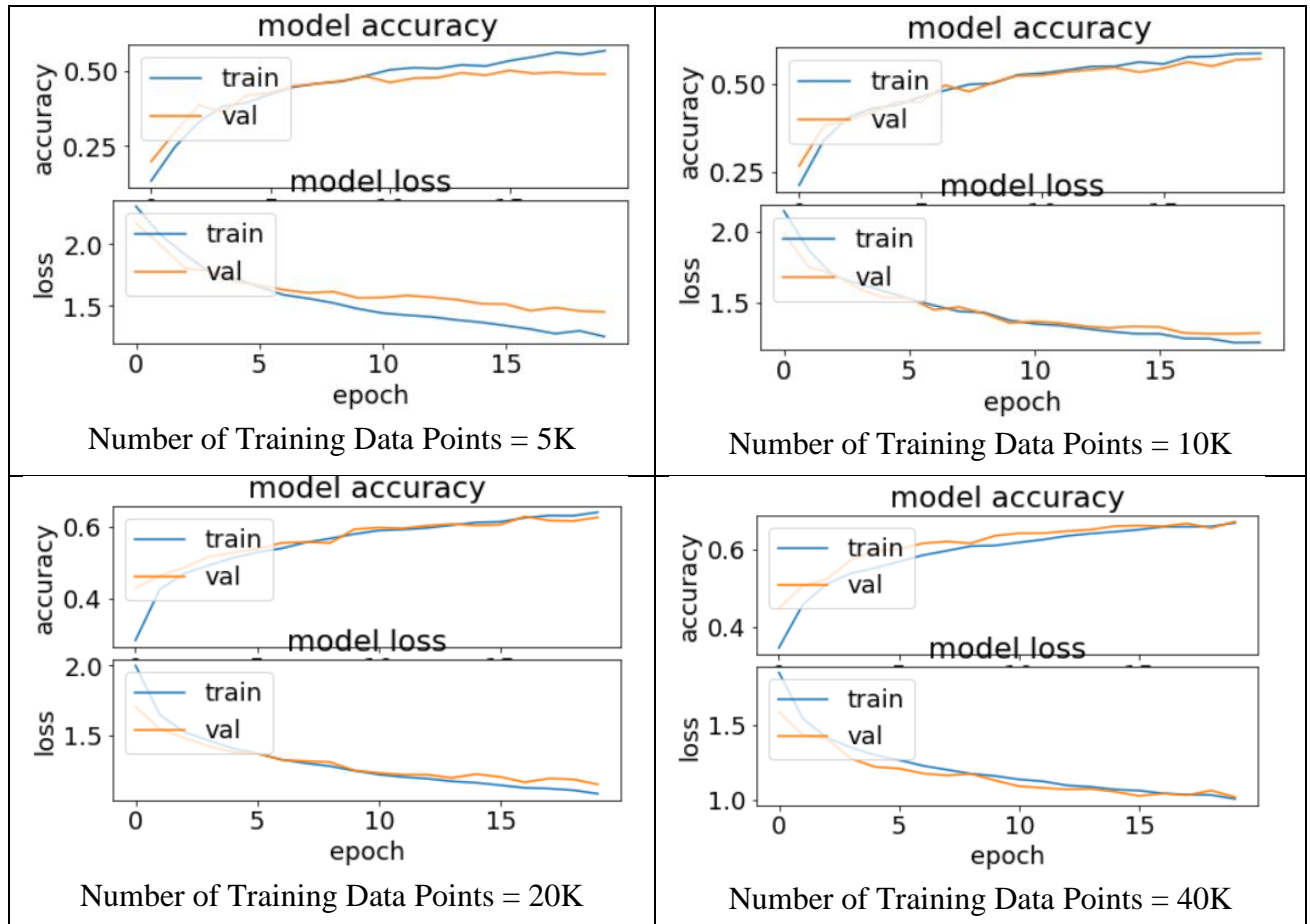 model accuracy
accuracy
0.50
0.25
train
val
model loss
5 10 15
loss
2.0
1.5
train
val
0 5 10 15
epoch
Number of Training Data Points = 5K
model accuracy
accuracy
0.50
0.25
train
val
model loss
loss
2.0
1.5
train
val
0 5 10 15
epoch
Number of Training Data Points = 10K
model accuracy
accuracy
0.6
0.4
train
val
model loss
loss
2.0
1.5
train
val
0 5 10 15
epoch
Number of Training Data Points = 20K
model accuracy
accuracy
0.6
0.4
train
val
model loss
loss
1.5
1.0
train
val
0 5 10 15
epoch
Number of Training Data Points = 40K